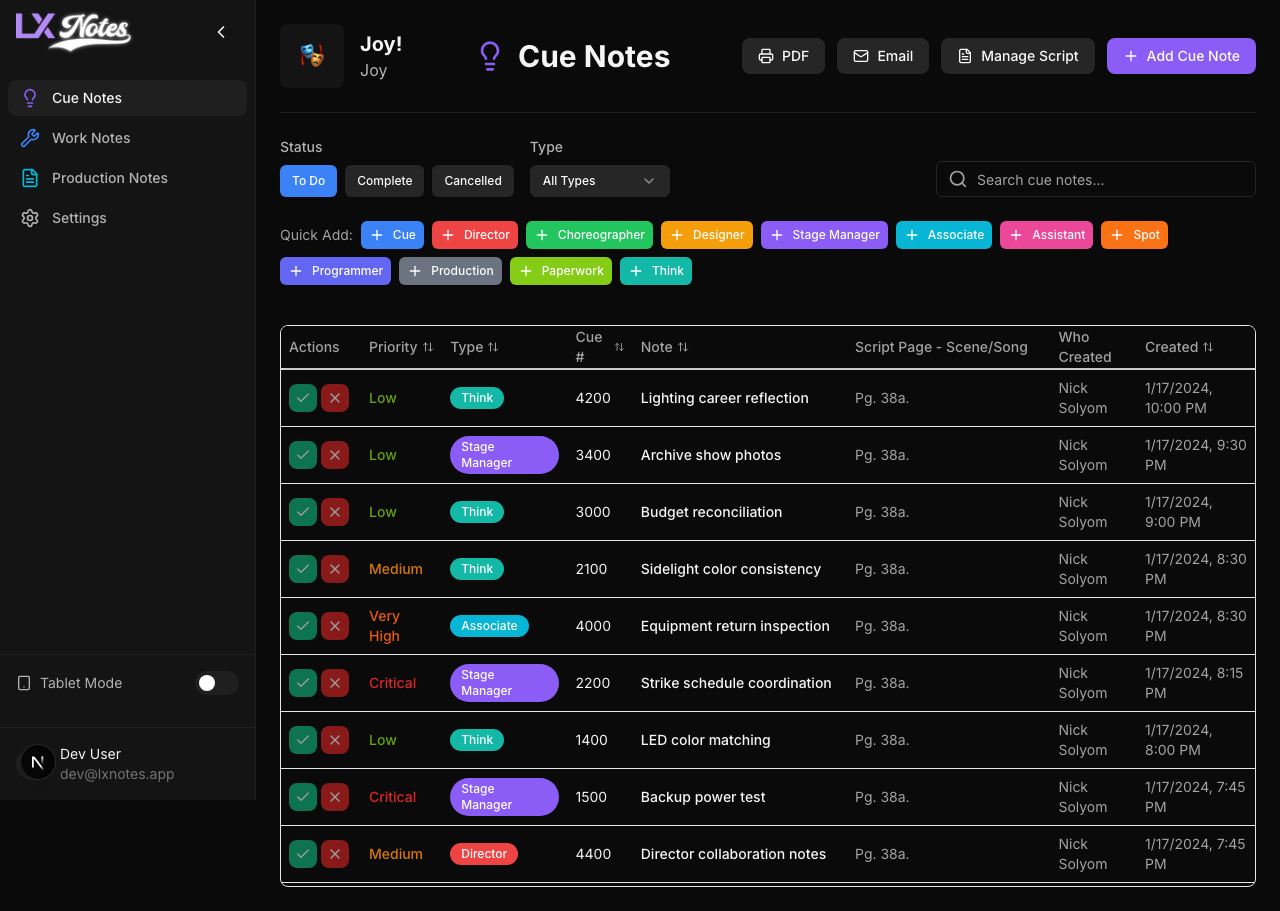 LX Notes
Cue Notes
Work Notes
Production Notes
Settings
Tablet Mode
N
Dev User
dev@lxnotes.app
Joy!
Joy
Cue Notes
PDF
Email
Manage Script
Add Cue Note
Status
Type
To Do
Complete
Cancelled
All Types
Search cue notes...
Quick Add:
Cue
Director
Choreographer
Designer
Stage Manager
Associate
Assistant
Spot
Programmer
Production
Paperwork
Think
Actions Priority Type Cue # Note Script Page - Scene/Song Who Created Created
Low Think 4200 Lighting career reflection Pg. 38a. Nick Solyom 1/17/2024, 10:00 PM
Low Stage Manager 3400 Archive show photos Pg. 38a. Nick Solyom 1/17/2024, 9:30 PM
Low Think 3000 Budget reconciliation Pg. 38a. Nick Solyom 1/17/2024, 9:00 PM
Medium Think 2100 Sidelight color consistency Pg. 38a. Nick Solyom 1/17/2024, 8:30 PM
Very High Associate 4000 Equipment return inspection Pg. 38a. Nick Solyom 1/17/2024, 8:30 PM
Critical Stage Manager 2200 Strike schedule coordination Pg. 38a. Nick Solyom 1/17/2024, 8:15 PM
Low Think 1400 LED color matching Pg. 38a. Nick Solyom 1/17/2024, 8:00 PM
Critical Stage Manager 1500 Backup power test Pg. 38a. Nick Solyom 1/17/2024, 7:45 PM
Medium Director 4400 Director collaboration notes Pg. 38a. Nick Solyom 1/17/2024, 7:45 PM